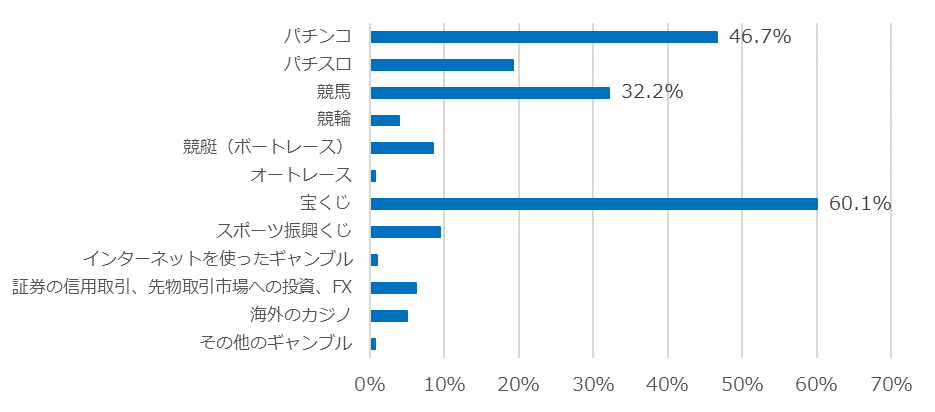 パチンコ 46.7%
パチスロ
競馬 32.2%
競輪
競艇（ボートレース）
オートレース
宝くじ 60.1%
スポーツ振興くじ
インターネットを使ったギャンブル
証券の信用取引、先物取引市場への投資、FX
海外のカジノ
その他のギャンブル
0% 10% 20% 30% 40% 50% 60% 70%